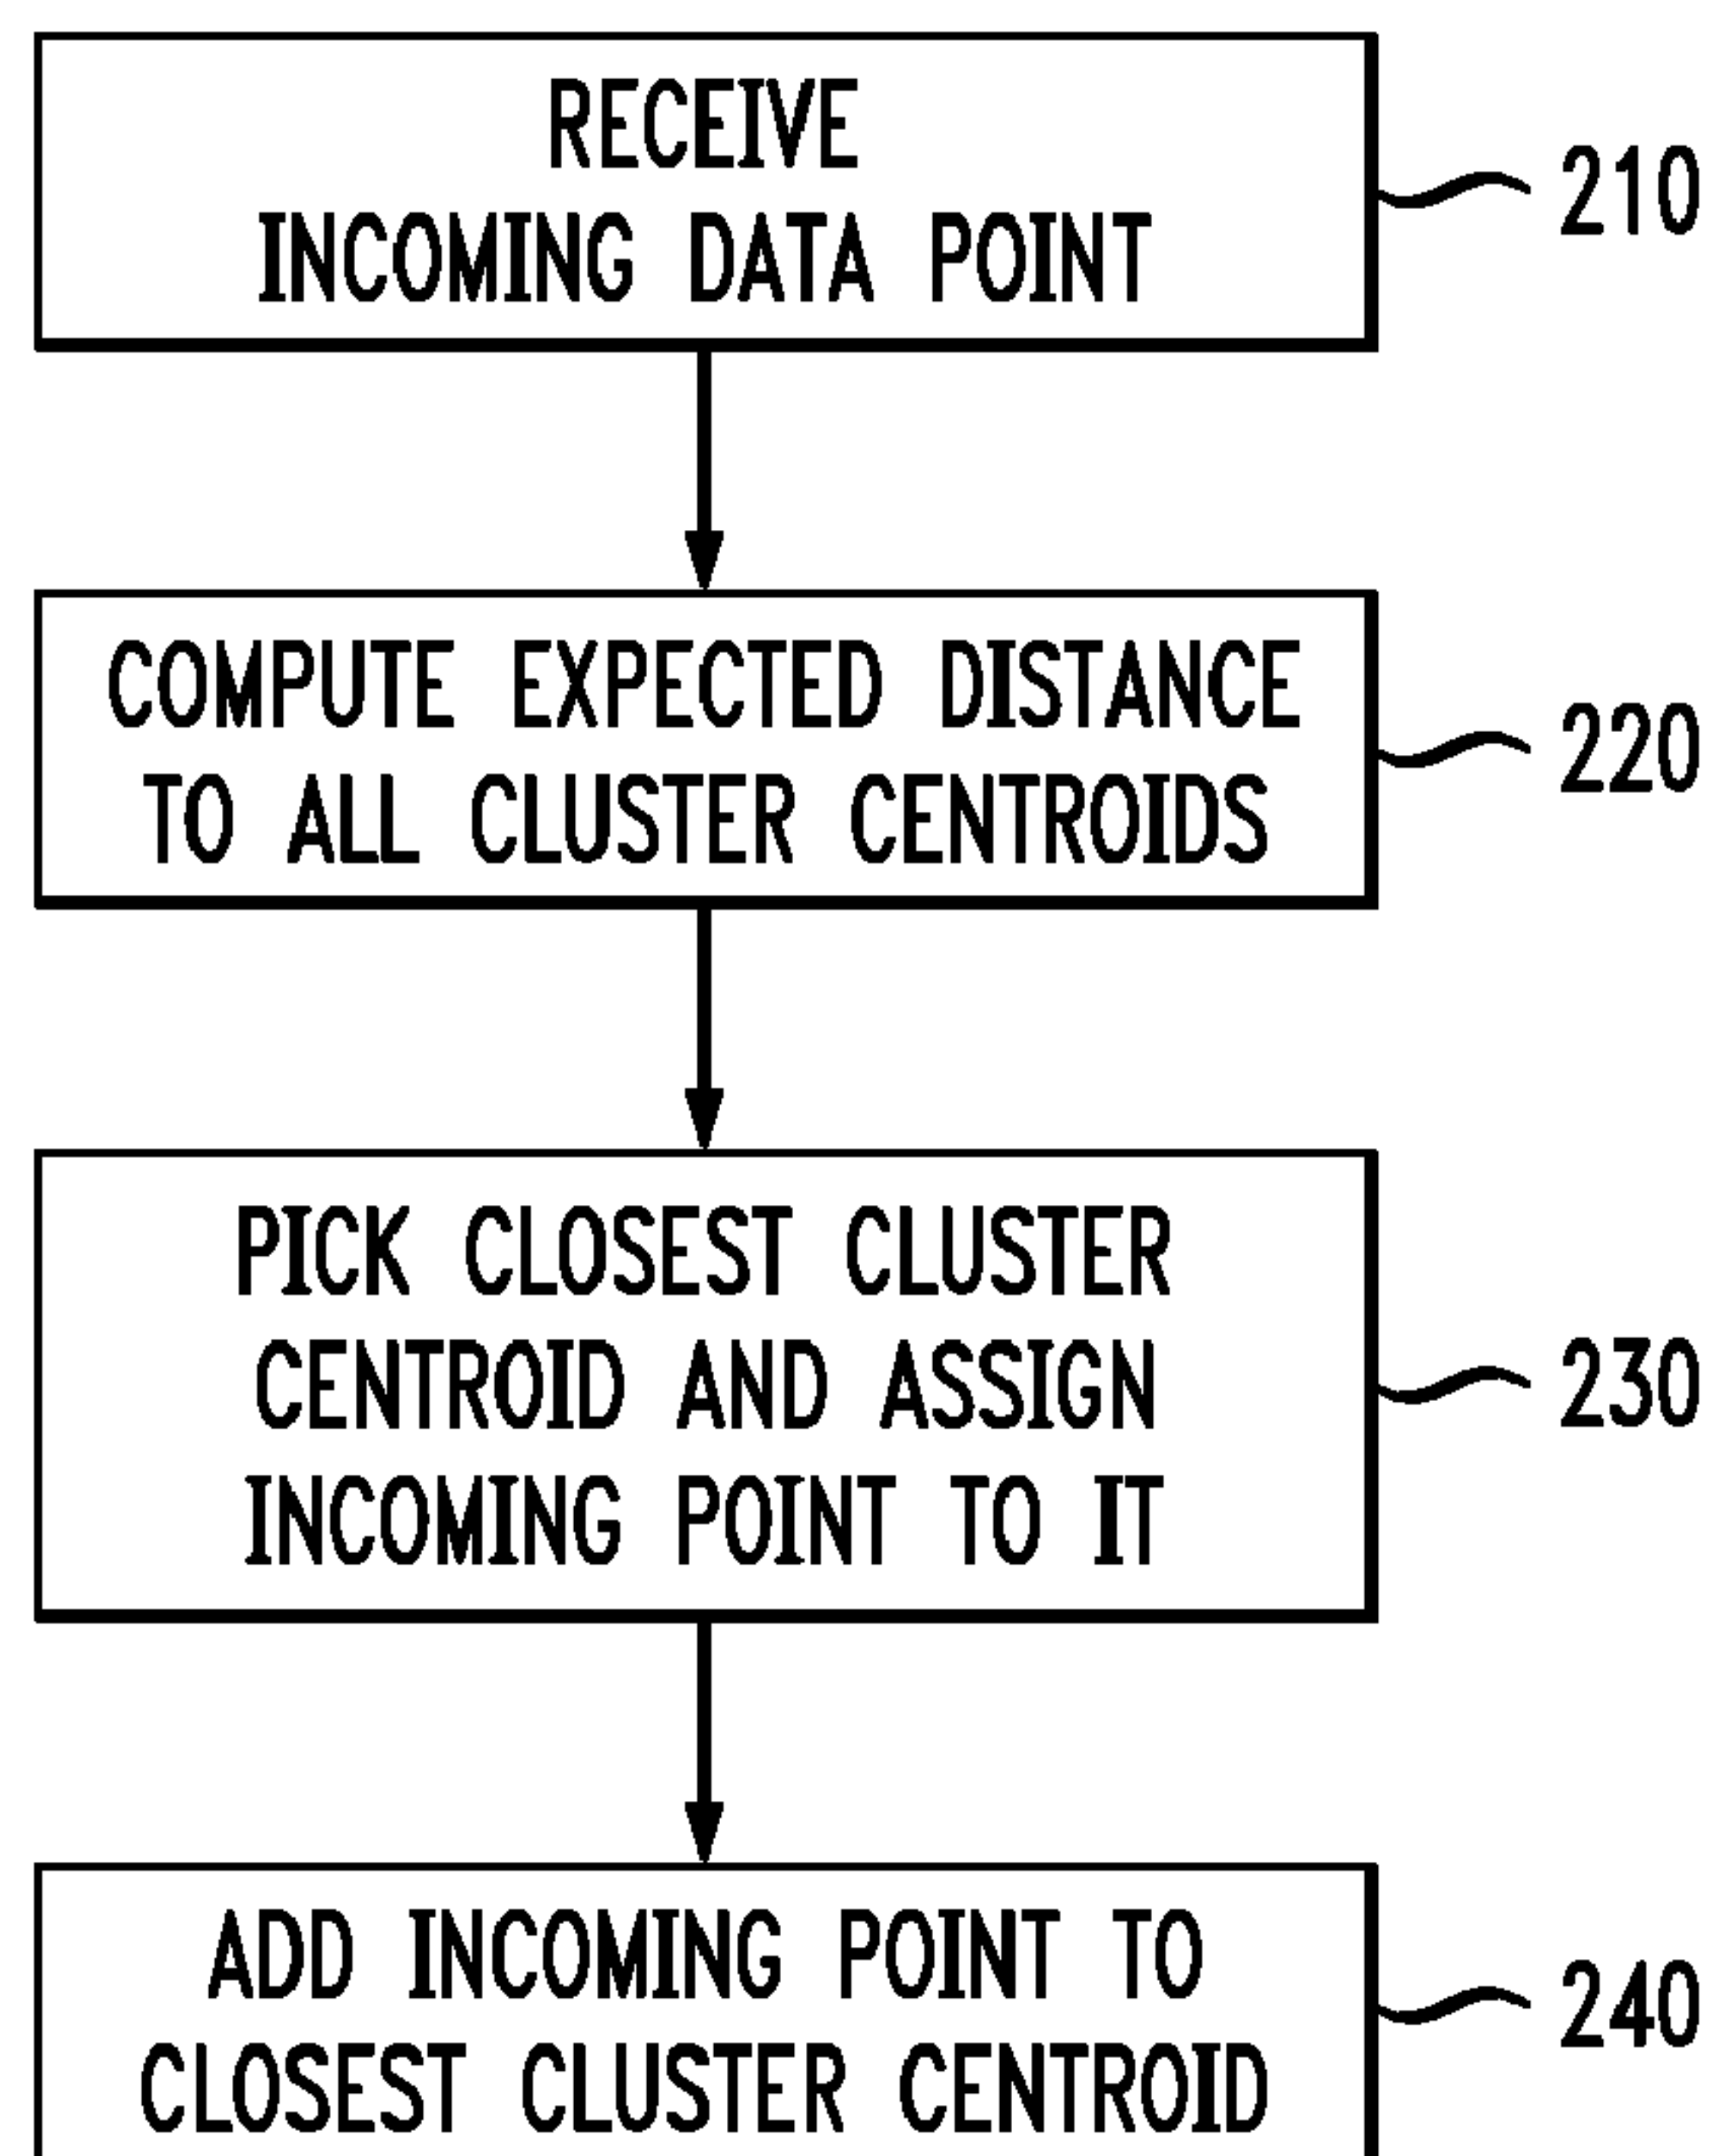 RECEIVE
INCOMING DATA POINT
210
COMPUTE EXPECTED DISTANCE
TO ALL CLUSTER CENTROIDS
220
PICK CLOSEST CLUSTER
CENTROID AND ASSIGN
INCOMING POINT TO IT
230
ADD INCOMING POINT TO
CLOSEST CLUSTER CENTROID
240